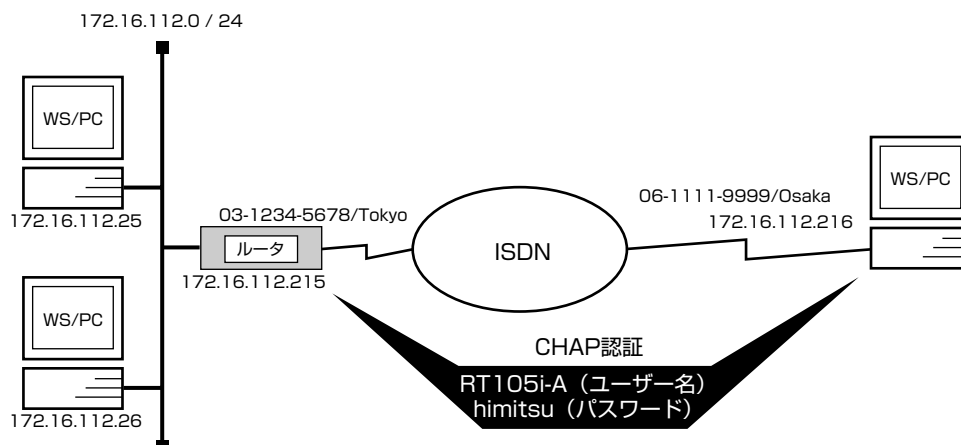 172.16.112.0 / 24
WS/PC
172.16.112.25
03-1234-5678/Tokyo
ルータ
172.16.112.215
ISDN
06-1111-9999/Osaka
172.16.112.216
WS/PC
WS/PC
172.16.112.26
CHAP認証
RT105i-A（ユーザー名）
himitsu（パスワード）